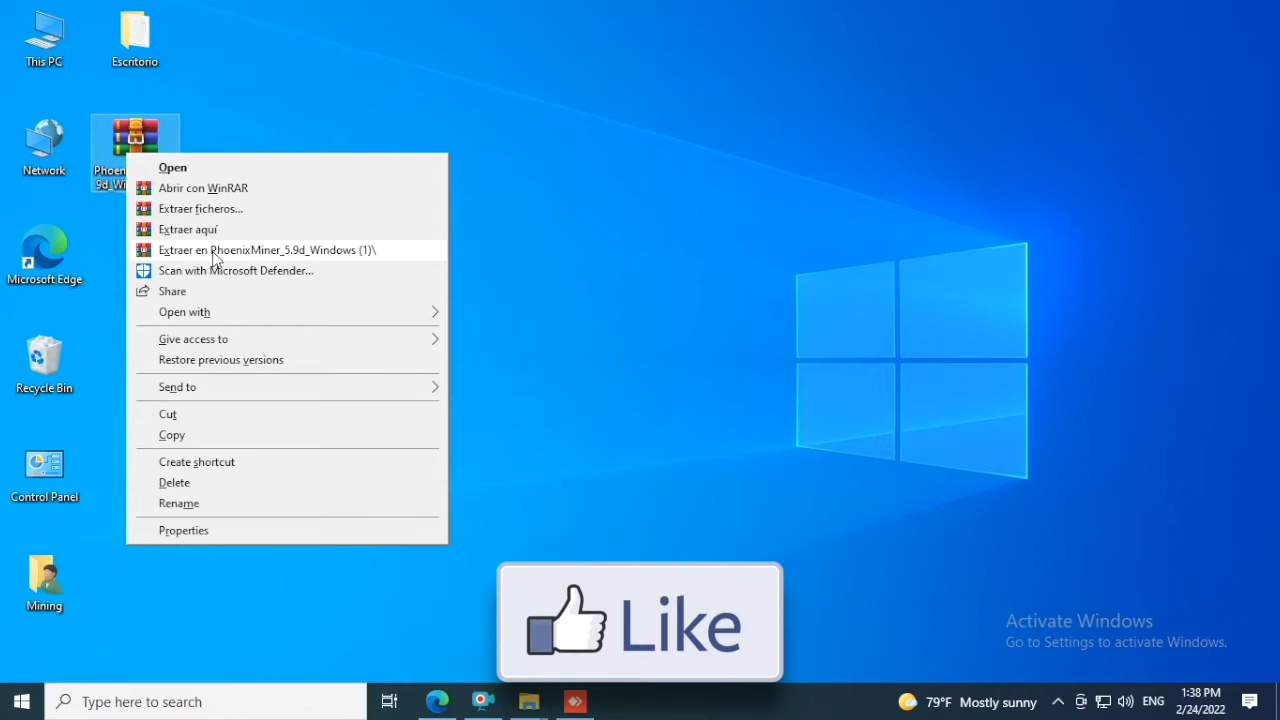 This PC
Escritorio
Network
Phoen
9d_Wi
Microsoft Edge
Recycle Bin
Control Panel
Mining
Open
Abrir con WinRAR
Extraer ficheros...
Extraer aquí
Extraer en PhoenixMiner_5.9d_Windows (1)\
Scan with Microsoft Defender...
Share
Open with
Give access to
Restore previous versions
Send to
Cut
Copy
Create shortcut
Delete
Rename
Properties
Like
Activate Windows
Go to Settings to activate Windows.
Type here to search
79°F Mostly sunny
ENG
1:38 PM
2/24/2022